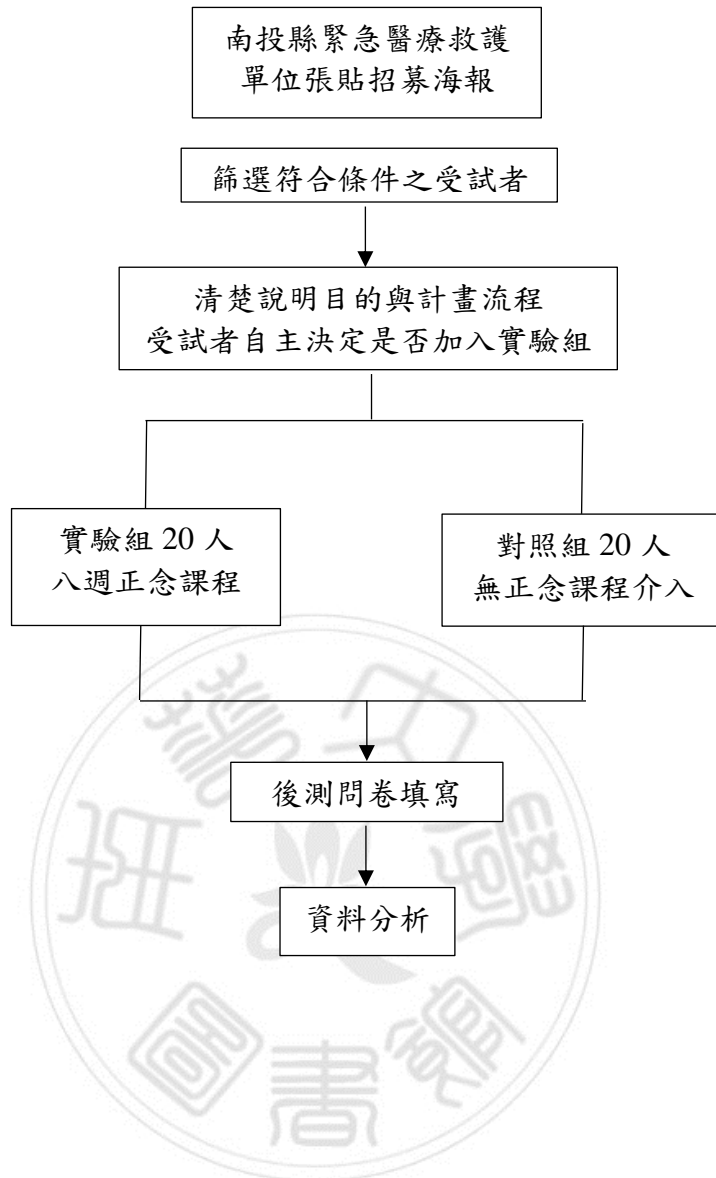 南投縣緊急醫療救護
單位張貼招募海報
篩選符合條件之受試者
清楚說明目的與計畫流程
受試者自主決定是否加入實驗組
實驗組 20 人
八週正念課程
對照組 20 人
無正念課程介入
後測問卷填寫
資料分析